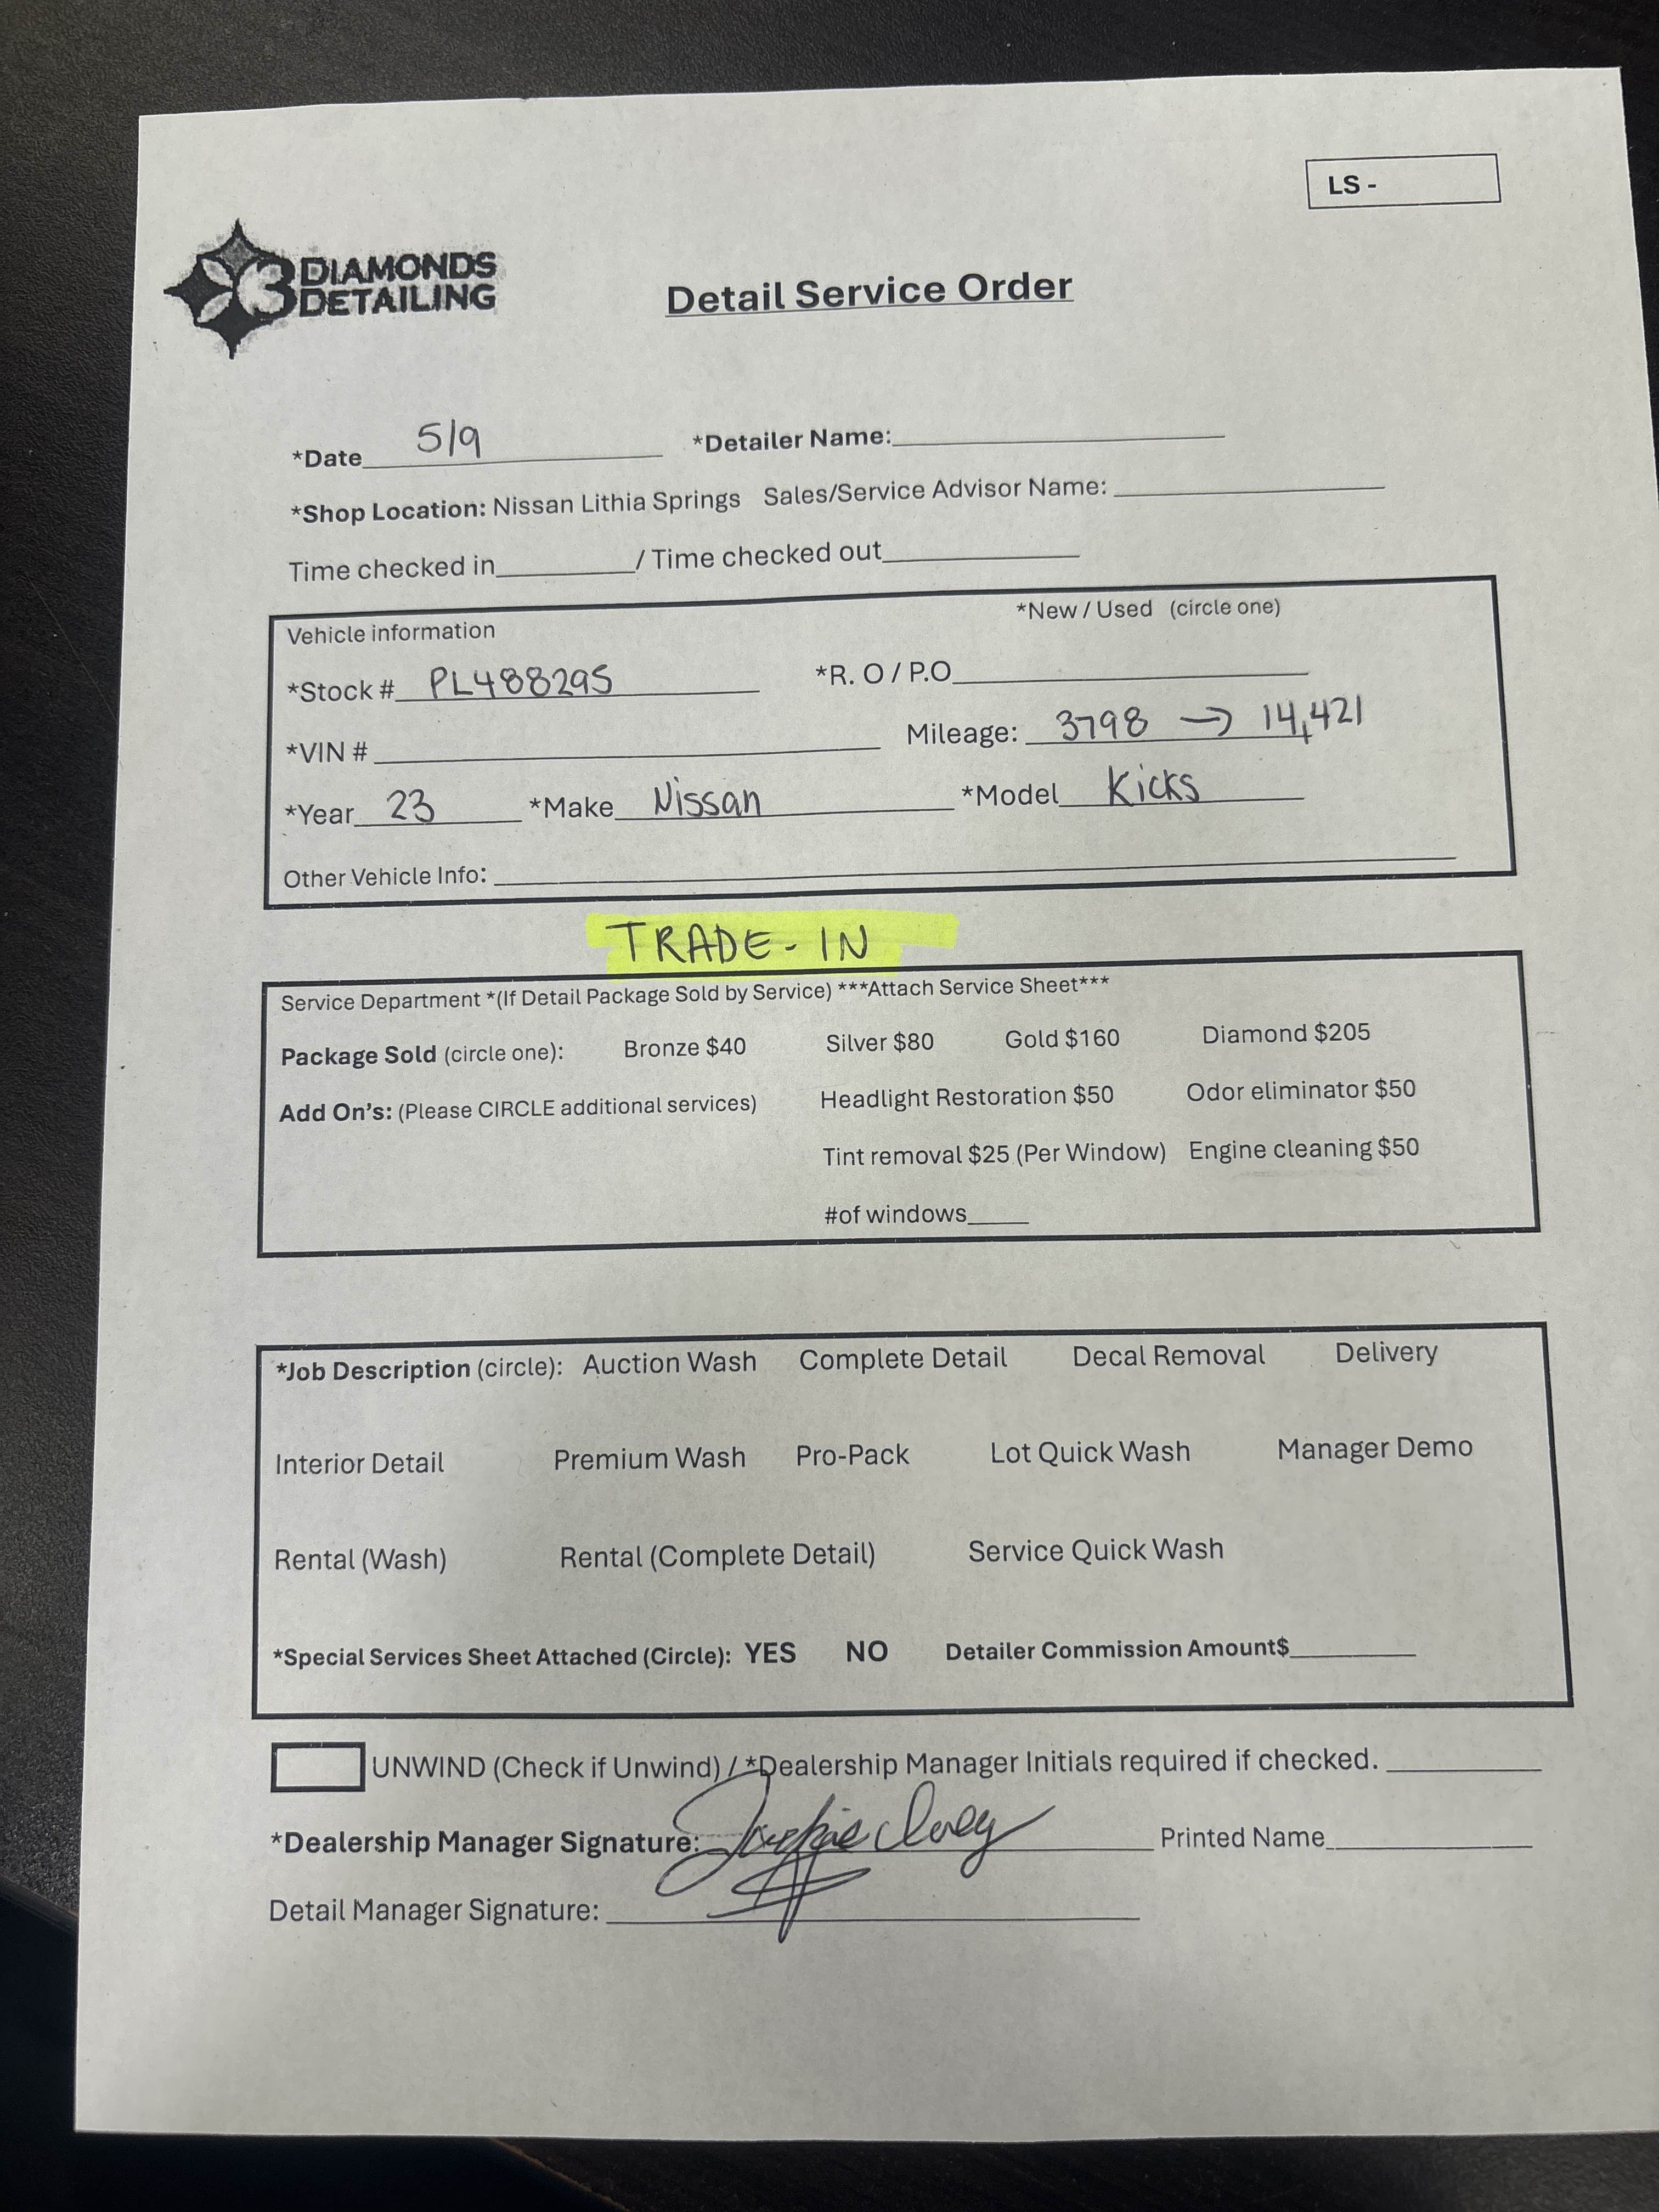 LS -
3 DIAMONDS
DETAILING
Detail Service Order
*Date 5/9 *Detailer Name:
*Shop Location: Nissan Lithia Springs Sales/Service Advisor Name:
Time checked in / Time checked out
*New / Used (circle one)
Vehicle information
*Stock # PL488295 *R. O / P.O
*VIN # Mileage: 3798 → 14,421
*Year 23 *Make Nissan *Model Kicks
Other Vehicle Info:
TRADE-IN
Service Department *(If Detail Package Sold by Service) ***Attach Service Sheet***
Package Sold (circle one): Bronze $40 Silver $80 Gold $160 Diamond $205
Add On's: (Please CIRCLE additional services) Headlight Restoration $50 Odor eliminator $50
Tint removal $25 (Per Window) Engine cleaning $50
#of windows
*Job Description (circle): Auction Wash Complete Detail Decal Removal Delivery
Interior Detail Premium Wash Pro-Pack Lot Quick Wash Manager Demo
Rental (Wash) Rental (Complete Detail) Service Quick Wash
*Special Services Sheet Attached (Circle): YES NO Detailer Commission Amount$
UNWIND (Check if Unwind) / *Dealership Manager Initials required if checked.
*Dealership Manager Signature: Printed Name
Detail Manager Signature: